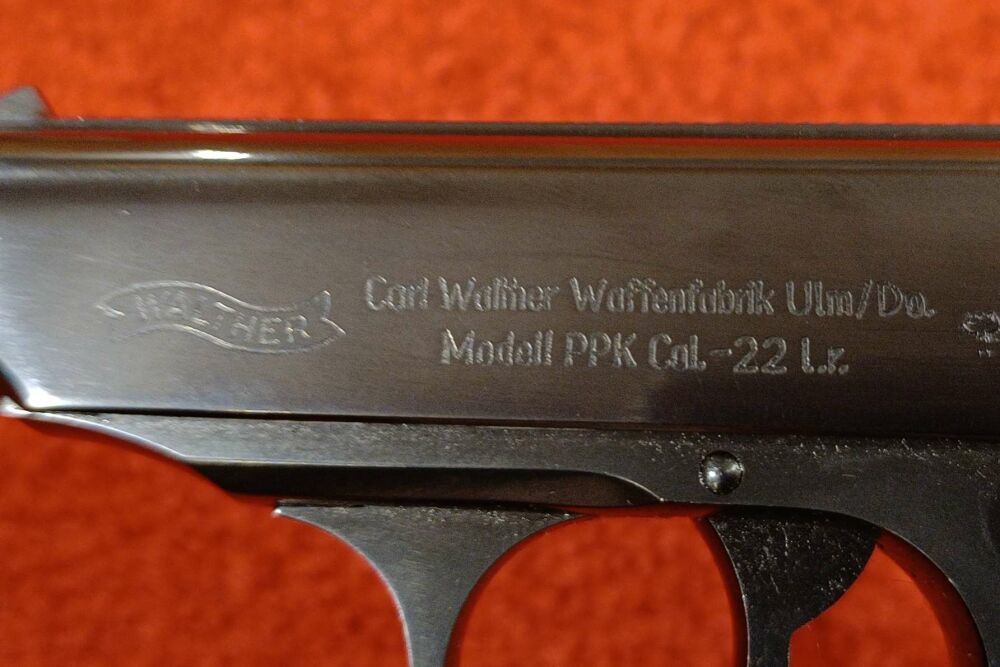 WALTHER
Carl Walther Waffenfabrik Ulm/Do.
Modell PPK Cal.-22 l.r.